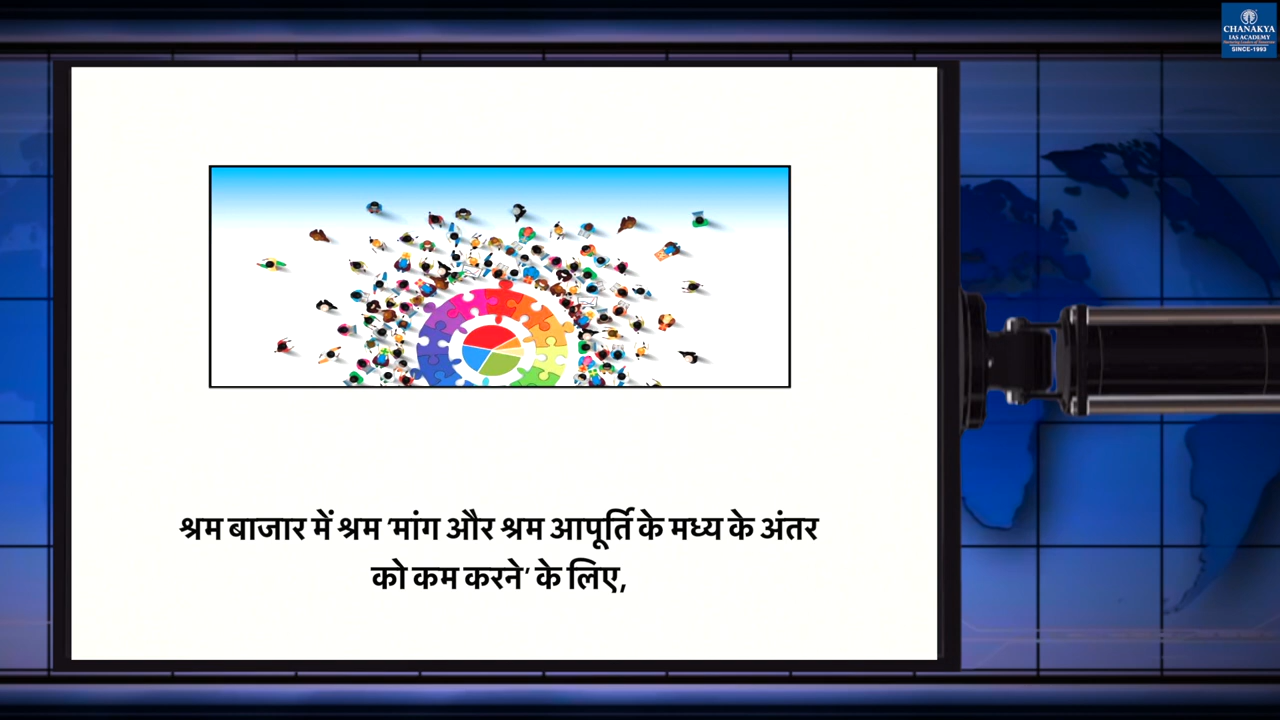 CHANAKYA
IAS ACADEMY
SINCE-1993
श्रम बाजार में श्रम ‘मांग और श्रम आपूर्ति के मध्य के अंतर
को कम करने’ के लिए,